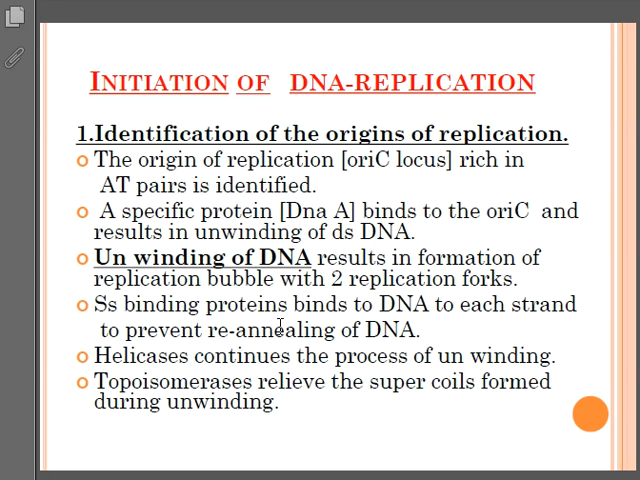 INITIATION OF DNA-REPLICATION
1.Identification of the origins of replication.
The origin of replication [oriC locus] rich in
AT pairs is identified.
A specific protein [Dna A] binds to the oriC and
results in unwinding of ds DNA.
Un winding of DNA results in formation of
replication bubble with 2 replication forks.
Ss binding proteins binds to DNA to each strand
to prevent re-annealing of DNA.
Helicases continues the process of un winding.
Topoisomerases relieve the super coils formed
during unwinding.